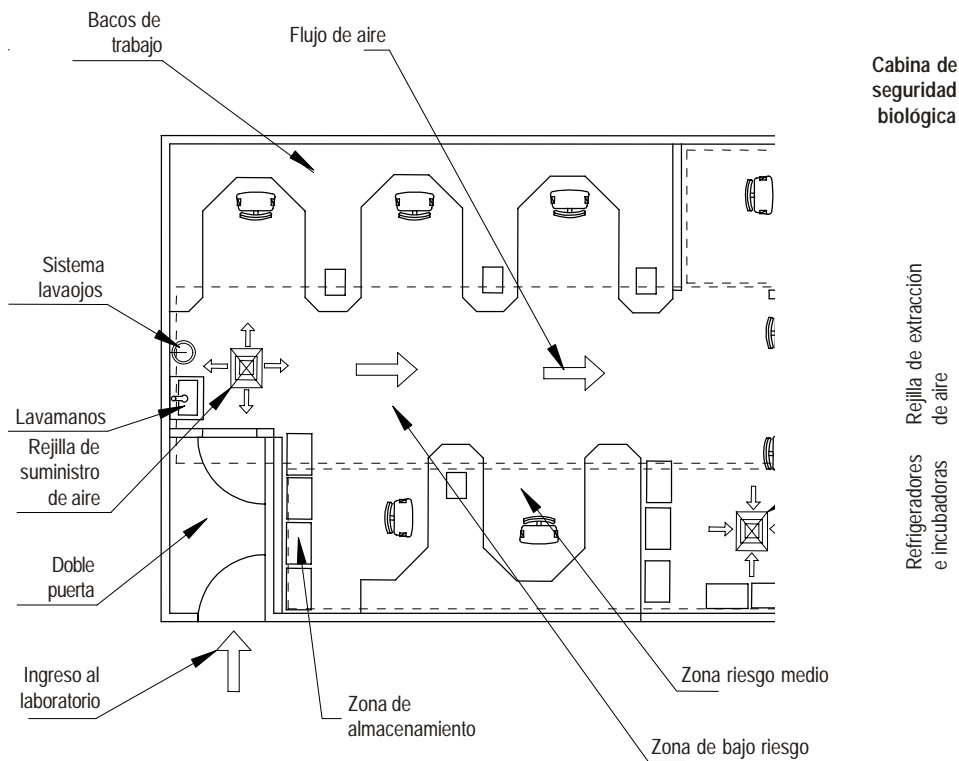 Bacos de
trabajo
Flujo de aire
Cabina de
seguridad
biológica
Sistema
lavaojos
Rejilla de extracción
de aire
Lavamanos
Rejilla de
suministro
de aire
Refrigeradores
e incubadoras
Doble
puerta
Ingreso al
laboratorio
Zona de
almacenamiento
Zona riesgo medio
Zona de bajo riesgo